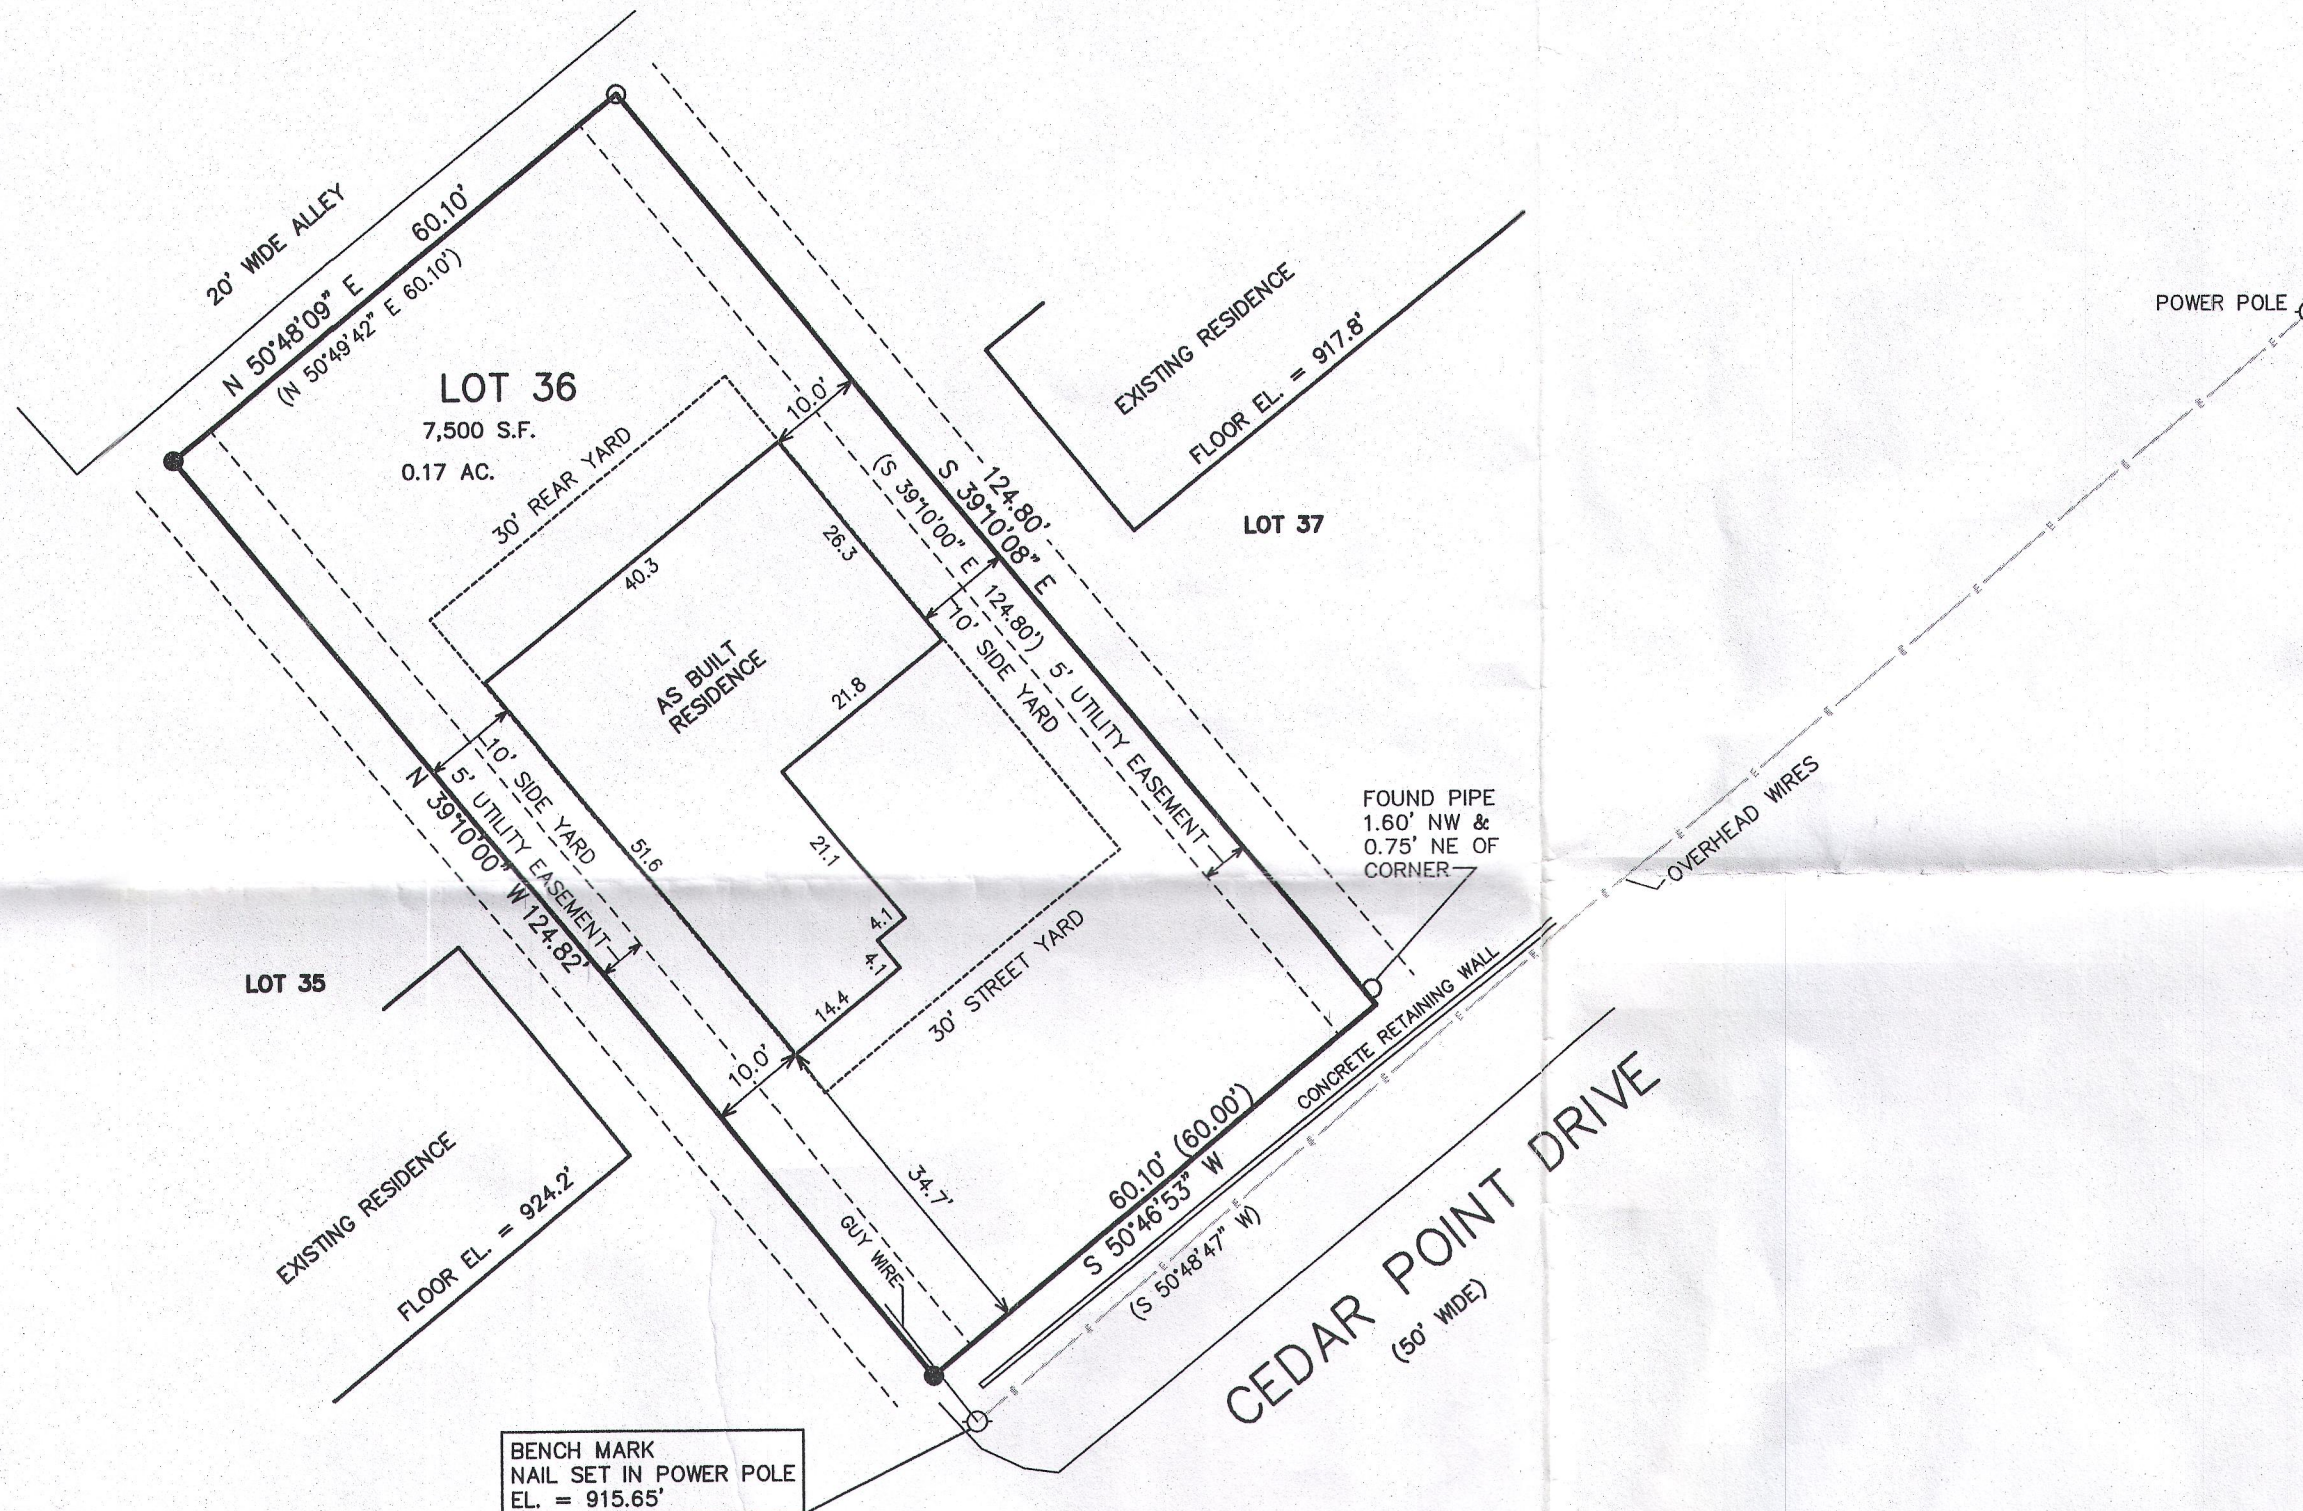 20' WIDE ALLEY
N 50°48'09" E 60.10'
(N 50°49'42" E 60.10')
LOT 36
7,500 S.F.
0.17 AC.
30' REAR YARD
10.0'
40.3
26.3
AS BUILT
RESIDENCE
21.8
21.1
4.1
4.1
14.4
51.6
124.80'
S 39°10'08" E
(S 39°10'00" E 124.80')
10' SIDE YARD
5' UTILITY EASEMENT
EXISTING RESIDENCE
FLOOR EL. = 917.8'
LOT 37
POWER POLE
OVERHEAD WIRES
FOUND PIPE
1.60' NW &
0.75' NE OF
CORNER
10' SIDE YARD
5' UTILITY EASEMENT
N 39°10'00" W 124.82'
LOT 35
EXISTING RESIDENCE
FLOOR EL. = 924.2'
10.0'
30' STREET YARD
34.7'
GUY WIRE
60.10' (60.00')
S 50°46'53" W
(S 50°48'47" W)
CONCRETE RETAINING WALL
CEDAR POINT DRIVE
(50' WIDE)
E E E E E E E E E E E E E E E E E
BENCH MARK
NAIL SET IN POWER POLE
EL. = 915.65'